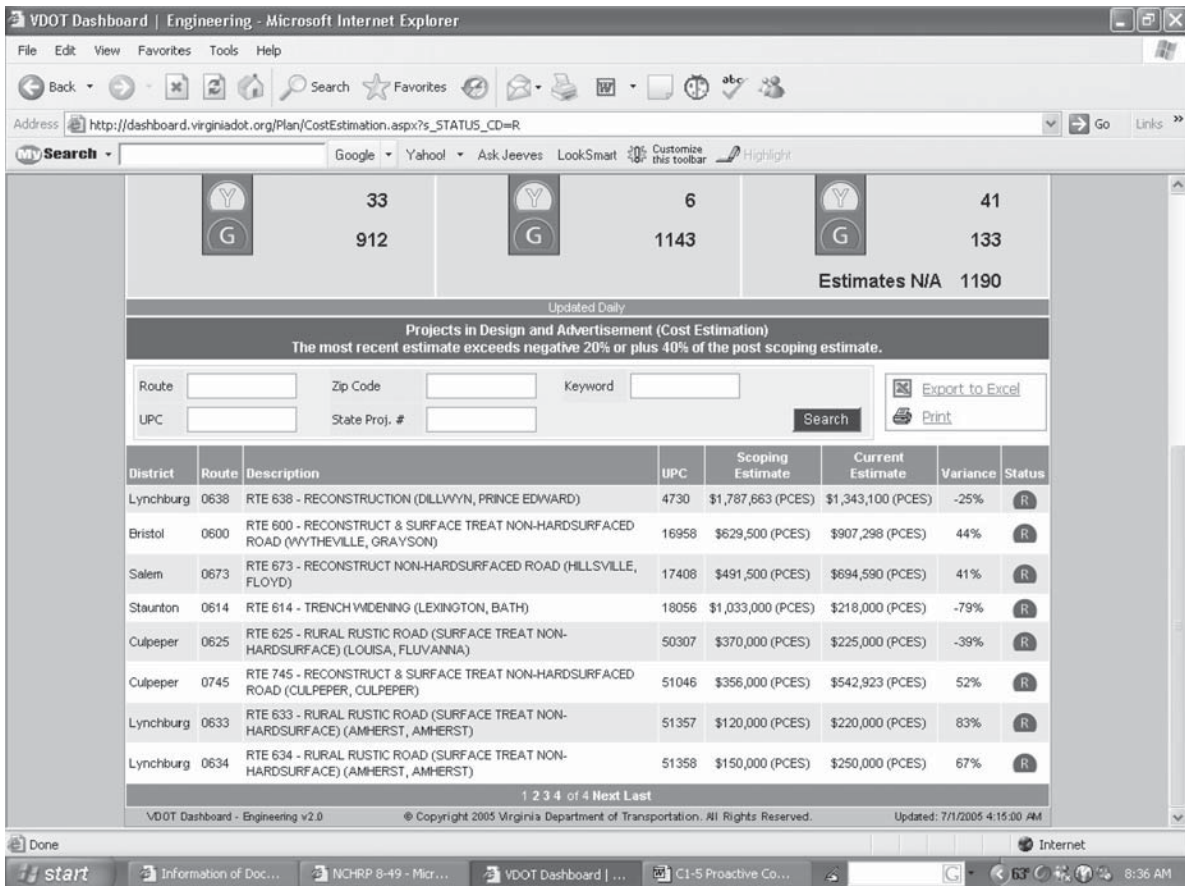 VDOT Dashboard | Engineering - Microsoft Internet Explorer
File Edit View Favorites Tools Help
Back Search Favorites
Address http://dashboard.virginiadot.org/Plan/CostEstimation.aspx?s_STATUS_CD=R Go Links »
My Search Google Yahoo! Ask Jeeves LookSmart Customize this toolbar Highlight
Y 33 Y 6 Y 41
G 912 G 1143 G 133
Estimates N/A 1190
Updated Daily
Projects in Design and Advertisement (Cost Estimation)
The most recent estimate exceeds negative 20% or plus 40% of the post scoping estimate.
Route Zip Code Keyword Export to Excel
UPC State Proj. # Search Print
District Route Description UPC Scoping Estimate Current Estimate Variance Status
Lynchburg 0638 RTE 638 - RECONSTRUCTION (DILLWYN, PRINCE EDWARD) 4730 $1,787,663 (PCES) $1,343,100 (PCES) -25% R
Bristol 0600 RTE 600 - RECONSTRUCT & SURFACE TREAT NON-HARDSURFACED ROAD (WYTHEVILLE, GRAYSON) 16958 $629,500 (PCES) $907,298 (PCES) 44% R
Salem 0673 RTE 673 - RECONSTRUCT NON-HARDSURFACED ROAD (HILLSVILLE, FLOYD) 17408 $491,500 (PCES) $694,590 (PCES) 41% R
Staunton 0614 RTE 614 - TRENCH WIDENING (LEXINGTON, BATH) 18056 $1,033,000 (PCES) $218,000 (PCES) -79% R
Culpeper 0625 RTE 625 - RURAL RUSTIC ROAD (SURFACE TREAT NON-HARDSURFACE) (LOUISA, FLUVANNA) 50307 $370,000 (PCES) $225,000 (PCES) -39% R
Culpeper 0745 RTE 745 - RECONSTRUCT & SURFACE TREAT NON-HARDSURFACED ROAD (CULPEPER, CULPEPER) 51046 $356,000 (PCES) $542,923 (PCES) 52% R
Lynchburg 0633 RTE 633 - RURAL RUSTIC ROAD (SURFACE TREAT NON-HARDSURFACE) (AMHERST, AMHERST) 51357 $120,000 (PCES) $220,000 (PCES) 83% R
Lynchburg 0634 RTE 634 - RURAL RUSTIC ROAD (SURFACE TREAT NON-HARDSURFACE) (AMHERST, AMHERST) 51358 $150,000 (PCES) $250,000 (PCES) 67% R
1 2 3 4 of 4 Next Last
VDOT Dashboard - Engineering v2.0 © Copyright 2005 Virginia Department of Transportation. All Rights Reserved. Updated: 7/1/2005 4:15:00 AM
Done Internet
start Information of Doc... NCHRP 8-49 - Micr... VDOT Dashboard | ... C1-5 Proactive Co... G 63° 8:36 AM